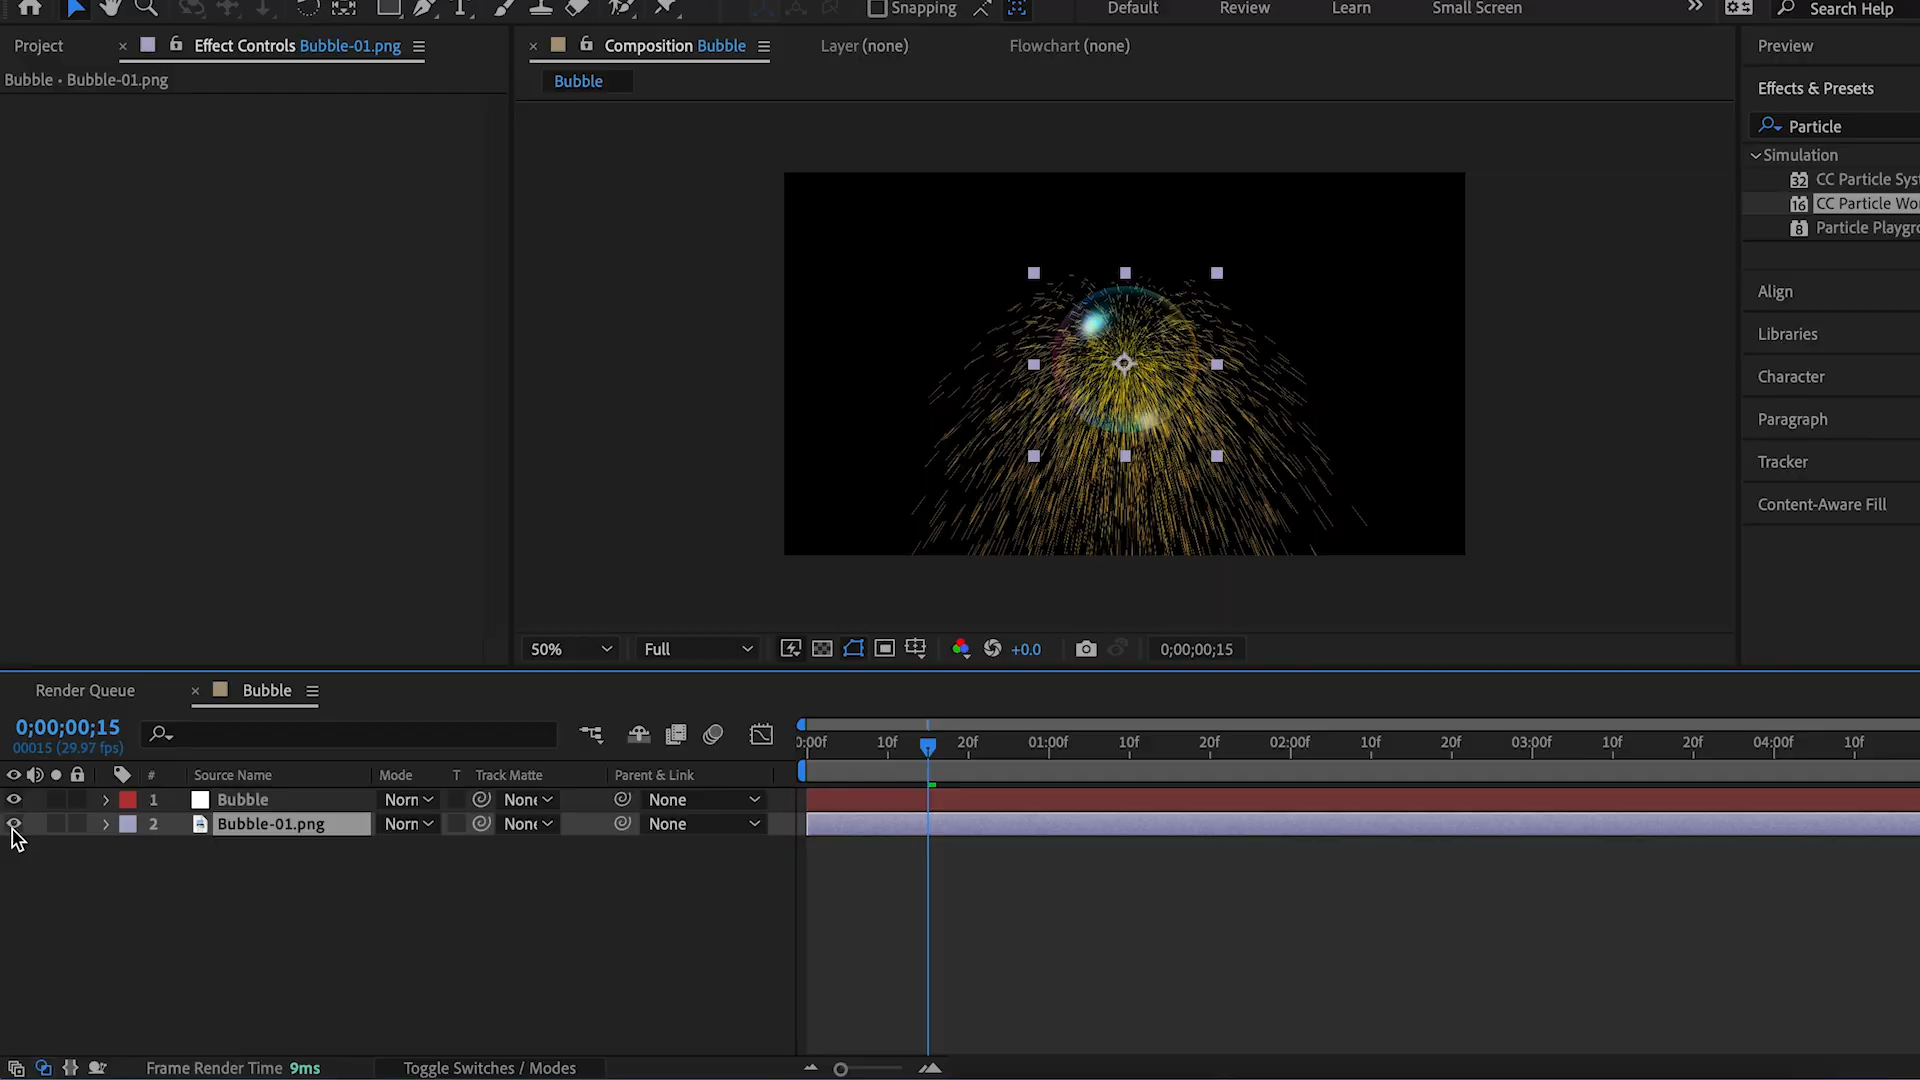 Snapping
Default
Review
Learn
Small Screen
Search Help
Project
Effect Controls Bubble-01.png
Composition Bubble
Layer (none)
Flowchart (none)
Preview
Bubble • Bubble-01.png
Bubble
Effects & Presets
Particle
Simulation
32 CC Particle Sys
16 CC Particle Wo
8 Particle Playgr
Align
Libraries
Character
Paragraph
Tracker
Content-Aware Fill
50%
Full
+0.0
0;00;00;15
Render Queue
Bubble
0;00;00;15
00015 (29.97 fps)
0:00f 10f 20f 01:00f 10f 20f 02:00f 10f 20f 03:00f 10f 20f 04:00f 10f
# Source Name Mode T Track Matte Parent & Link
1 Bubble Norn None None
2 Bubble-01.png Norn None None
Frame Render Time 9ms
Toggle Switches / Modes